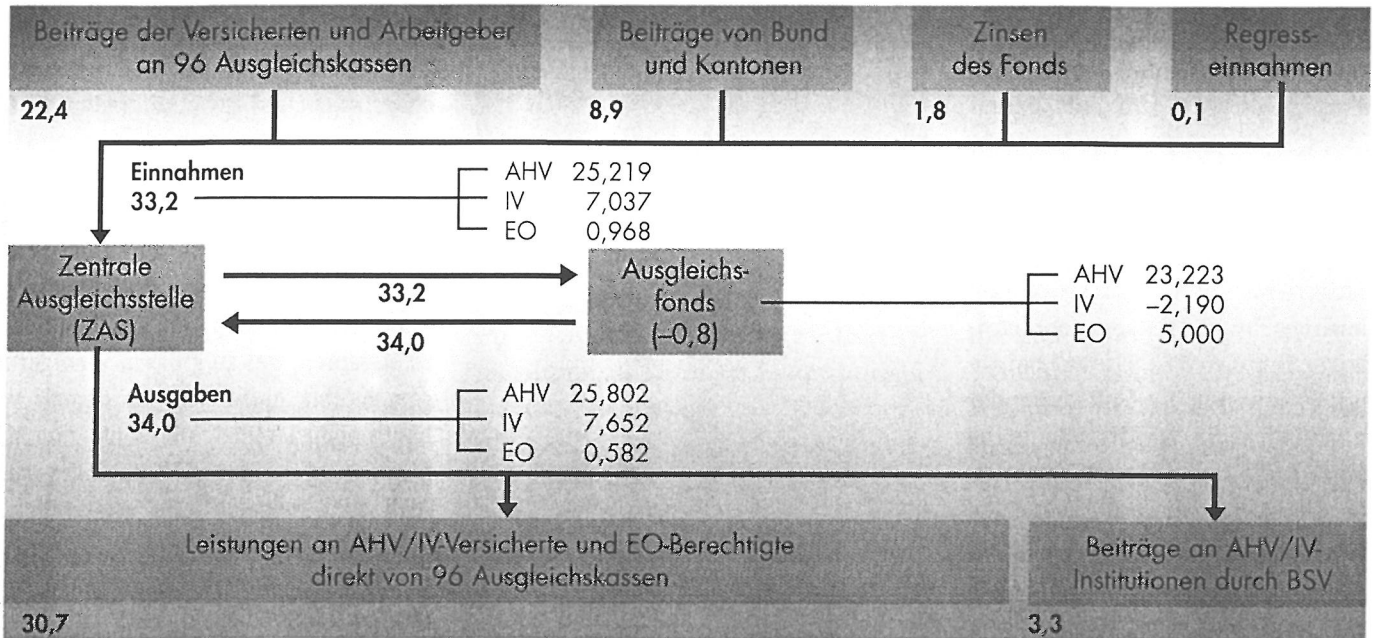 Beiträge der Versicherten und Arbeitgeber
an 96 Ausgleichskassen
22,4
Beiträge von Bund
und Kantonen
8,9
Zinsen
des Fonds
1,8
Regress-
einnahmen
0,1
Einnahmen
33,2
AHV 25,219
IV 7,037
EO 0,968
Zentrale
Ausgleichsstelle
(ZAS)
33,2
34,0
Ausgleichs-
fonds
(–0,8)
AHV 23,223
IV –2,190
EO 5,000
Ausgaben
34,0
AHV 25,802
IV 7,652
EO 0,582
Leistungen an AHV/IV-Versicherte und EO-Berechtigte
direkt von 96 Ausgleichskassen
30,7
Beiträge an AHV/IV-
Institutionen durch BSV
3,3